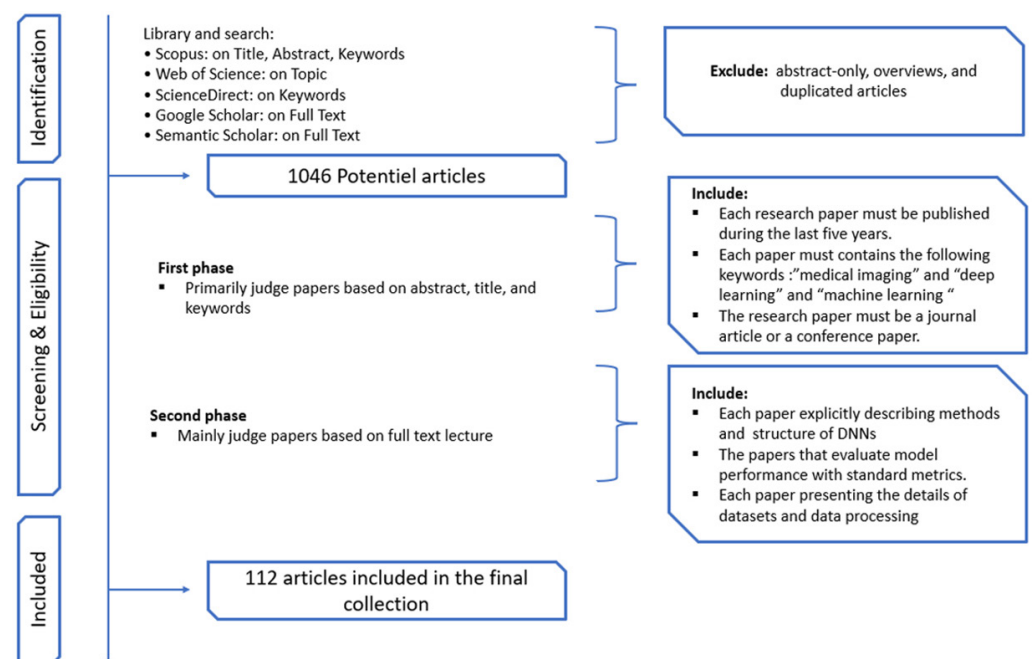 Identification
Library and search:
• Scopus: on Title, Abstract, Keywords
• Web of Science: on Topic
• ScienceDirect: on Keywords
• Google Scholar: on Full Text
• Semantic Scholar: on Full Text
Exclude: abstract-only, overviews, and
duplicated articles
1046 Potentiel articles
Screening & Eligibility
First phase
▪ Primarily judge papers based on abstract, title, and
keywords
Include:
▪ Each research paper must be published
during the last five years.
▪ Each paper must contains the following
keywords :”medical imaging” and “deep
learning” and “machine learning “
▪ The research paper must be a journal
article or a conference paper.
Second phase
▪ Mainly judge papers based on full text lecture
Include:
▪ Each paper explicitly describing methods
and structure of DNNs
▪ The papers that evaluate model
performance with standard metrics.
▪ Each paper presenting the details of
datasets and data processing
Included
112 articles included in the final
collection